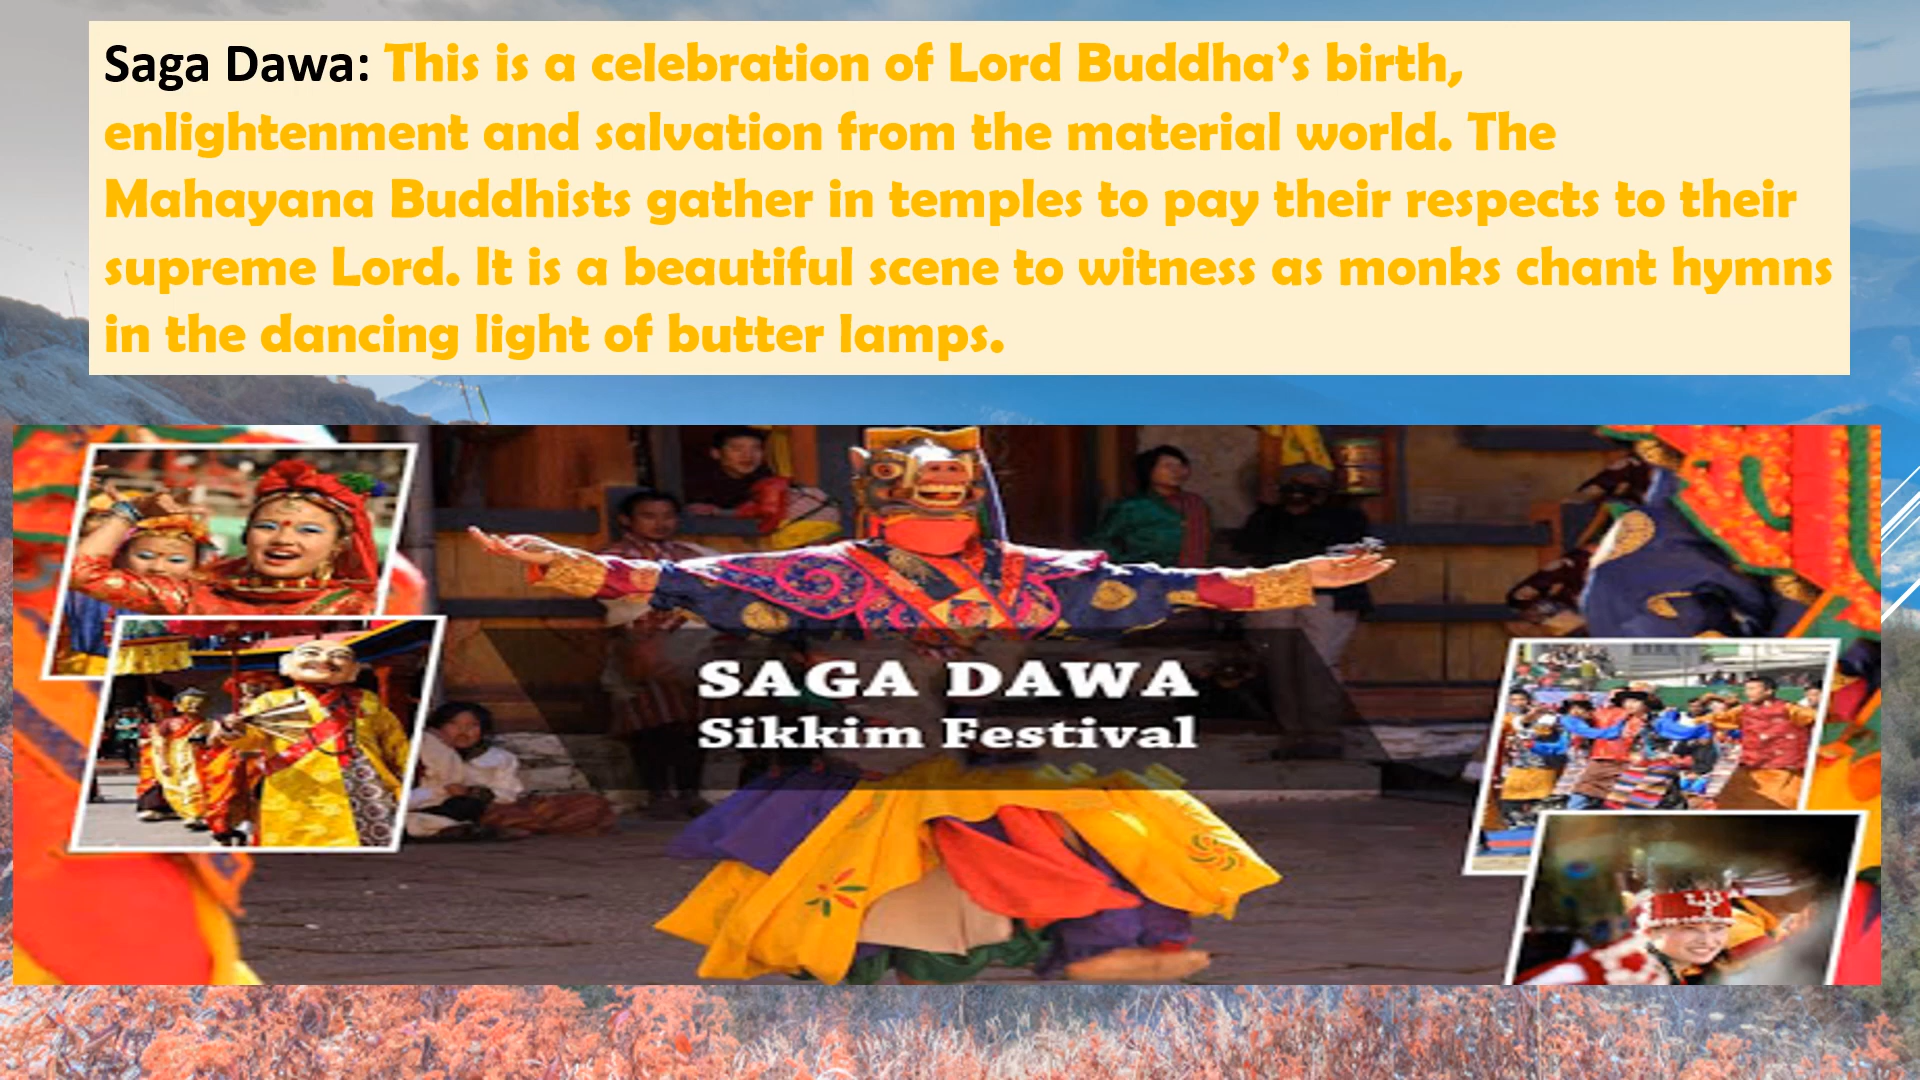 Saga Dawa: This is a celebration of Lord Buddha’s birth,
enlightenment and salvation from the material world. The
Mahayana Buddhists gather in temples to pay their respects to their
supreme Lord. It is a beautiful scene to witness as monks chant hymns
in the dancing light of butter lamps.
SAGA DAWA
Sikkim Festival